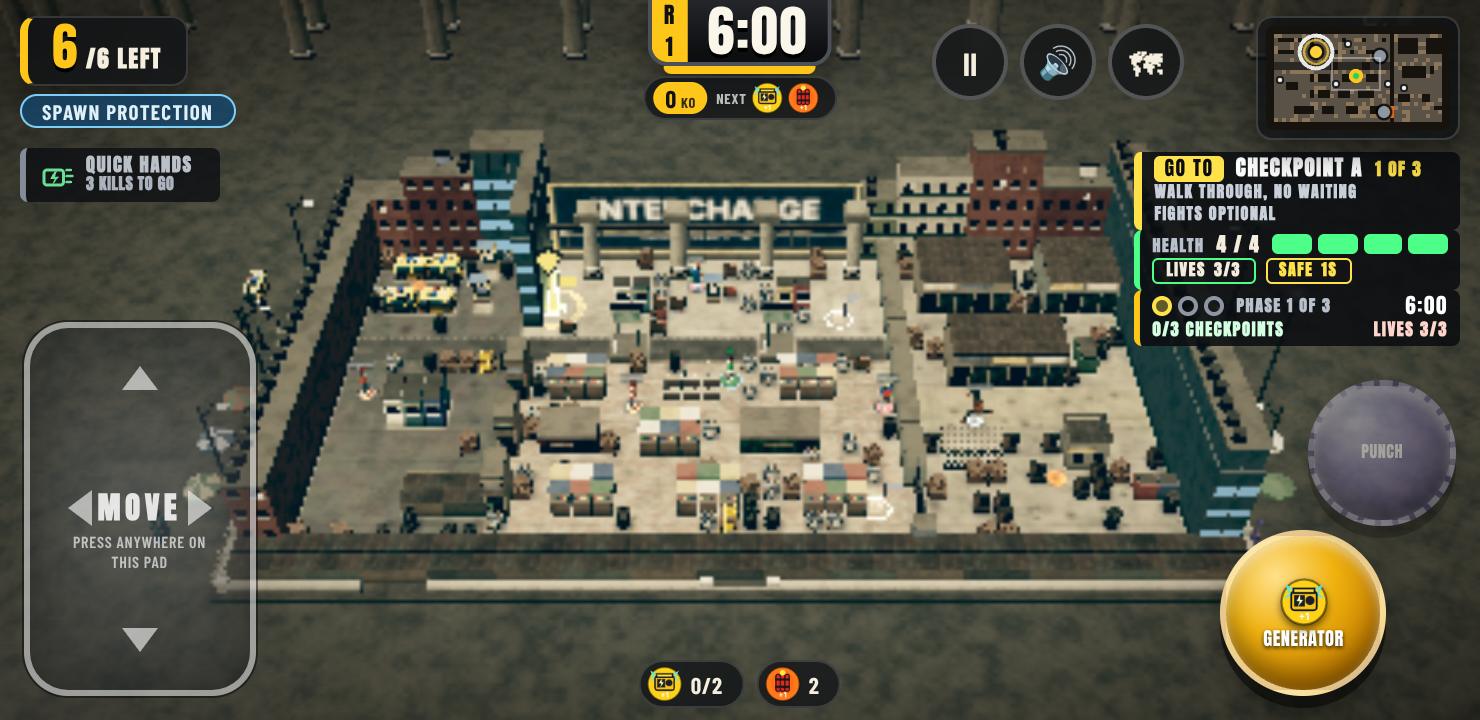 6 /6 LEFT
SPAWN PROTECTION
QUICK HANDS
3 KILLS TO GO
R
1
6:00
0 KO NEXT
GO TO CHECKPOINT A 1 OF 3
WALK THROUGH, NO WAITING
FIGHTS OPTIONAL
HEALTH 4 / 4
LIVES 3/3 SAFE 1S
PHASE 1 OF 3 6:00
0/3 CHECKPOINTS LIVES 3/3
MOVE
PRESS ANYWHERE ON
THIS PAD
PUNCH
+1
GENERATOR
+1 0/2
+1 2